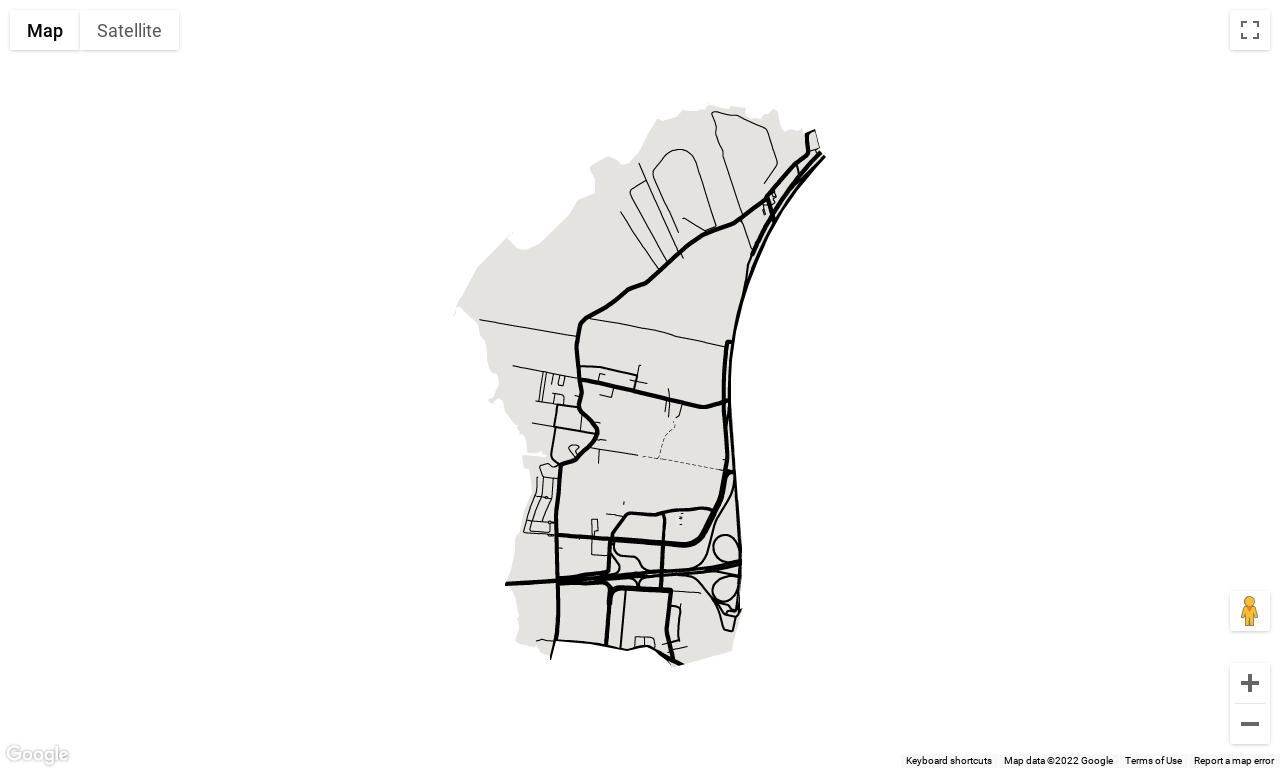 Map Satellite
Google
Keyboard shortcuts Map data ©2022 Google Terms of Use Report a map error